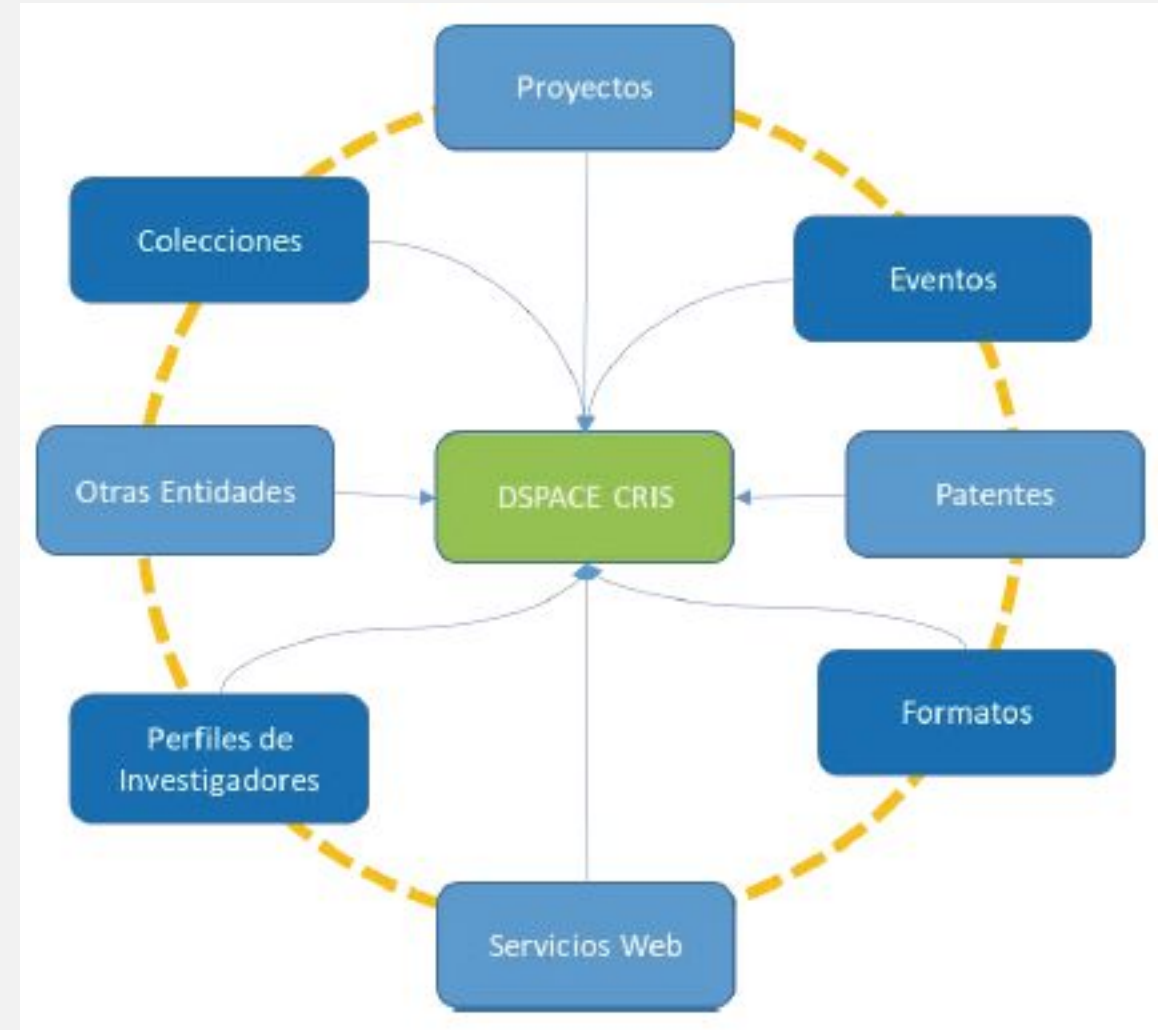 Proyectos
Colecciones
Eventos
Otras Entidades
DSPACE CRIS
Patentes
Perfiles de
Investigadores
Formatos
Servicios Web